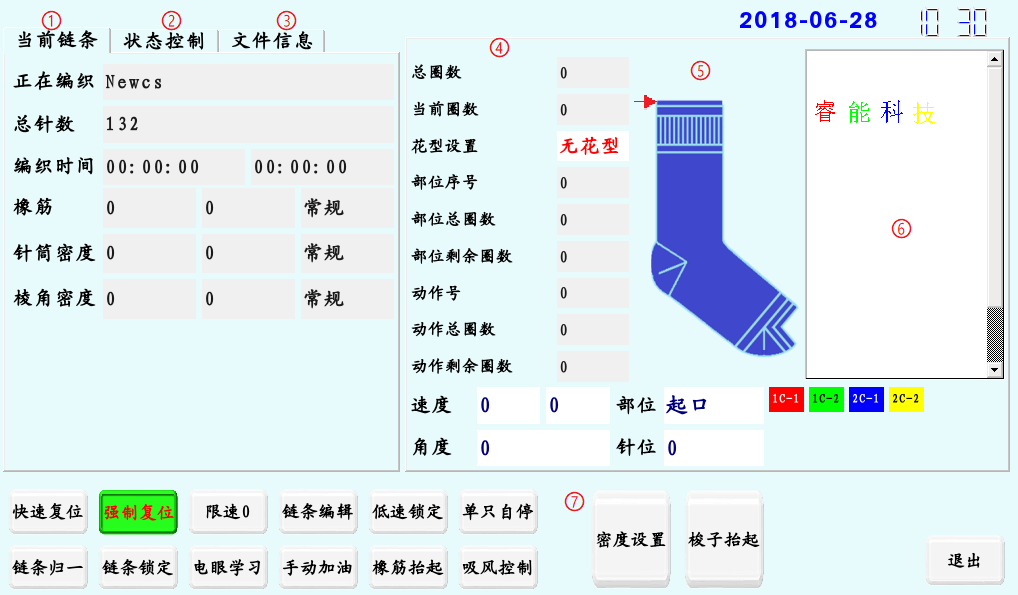 ① ② ③
当前链条 状态控制 文件信息
2018-06-28 10 30
正在编织 Newcs
总针数 132
编织时间 00:00:00 00:00:00
橡筋 0 0 常规
针筒密度 0 0 常规
棱角密度 0 0 常规
④
总圈数 0
当前圈数 0
花型设置 无花型
部位序号 0
部位总圈数 0
部位剩余圈数 0
动作号 0
动作总圈数 0
动作剩余圈数 0
⑤
睿能科技
⑥
速度 0 0 部位 起口
角度 0 针位 0
1C-1 1C-2 2C-1 2C-2
快速复位 强制复位 限速0 链条编辑 低速锁定 单只自停
链条归一 链条锁定 电眼学习 手动加油 橡筋抬起 吸风控制
⑦
密度设置 梭子抬起
退出